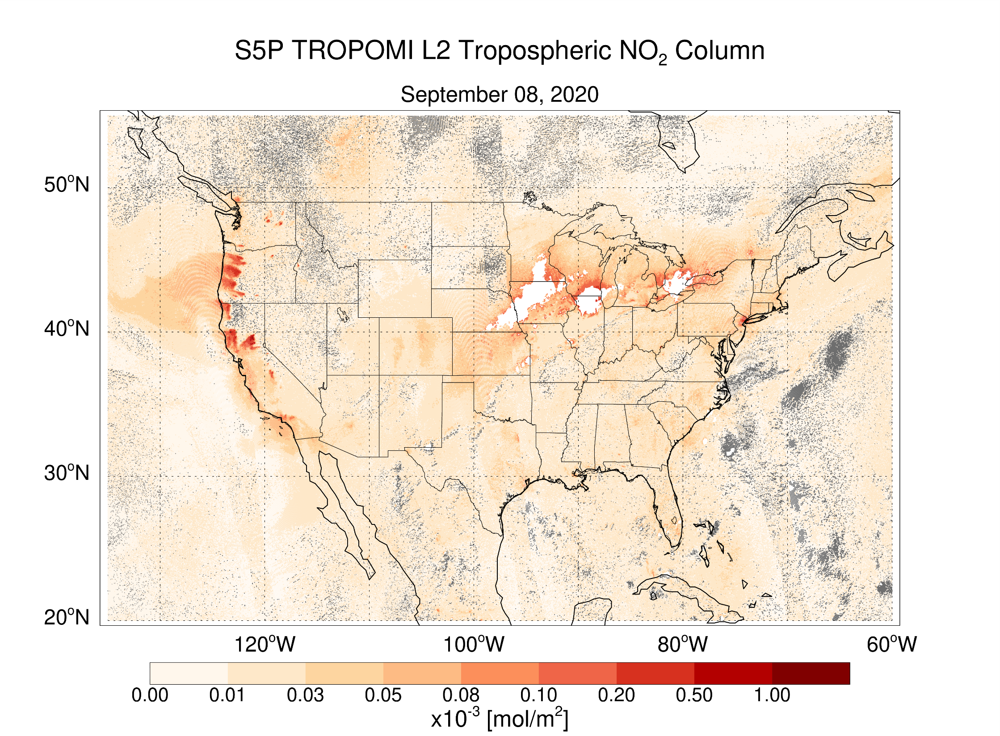 S5P TROPOMI L2 Tropospheric NO₂ Column
September 08, 2020
50°N
40°N
30°N
20°N
120°W 100°W 80°W 60°W
0.00 0.01 0.03 0.05 0.08 0.10 0.20 0.50 1.00
x10⁻³ [mol/m²]